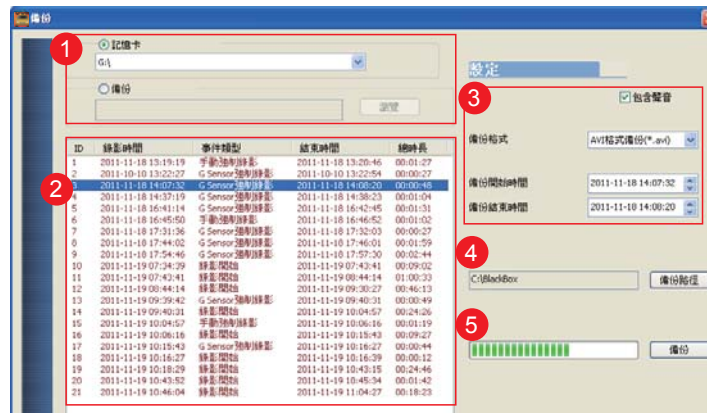 備份
1
記憶卡
G:\
備份
瀏覽
2
ID 錄影時間 事件類型 結束時間 總時長
1 2011-11-18 13:19:19 手動強制錄影 2011-11-18 13:20:46 00:01:27
2 2011-10-10 13:22:27 G Sensor強制錄影 2011-10-10 13:22:54 00:00:27
3 2011-11-18 14:07:32 G Sensor強制錄影 2011-11-18 14:08:20 00:00:48
4 2011-11-18 14:37:19 G Sensor強制錄影 2011-11-18 14:38:23 00:01:04
5 2011-11-18 16:41:14 G Sensor強制錄影 2011-11-18 16:42:45 00:01:31
6 2011-11-18 16:45:50 手動強制錄影 2011-11-18 16:46:52 00:01:02
7 2011-11-18 17:31:36 G Sensor強制錄影 2011-11-18 17:32:03 00:00:27
8 2011-11-18 17:44:02 G Sensor強制錄影 2011-11-18 17:46:01 00:01:59
9 2011-11-18 17:54:46 G Sensor強制錄影 2011-11-18 17:57:30 00:02:44
10 2011-11-19 07:34:39 錄影開始 2011-11-19 07:43:41 00:09:02
11 2011-11-19 07:43:41 錄影開始 2011-11-19 08:44:14 01:00:33
12 2011-11-19 08:44:14 錄影開始 2011-11-19 09:30:27 00:46:13
13 2011-11-19 09:39:42 G Sensor強制錄影 2011-11-19 09:40:31 00:00:49
14 2011-11-19 09:40:31 錄影開始 2011-11-19 10:04:57 00:24:26
15 2011-11-19 10:04:57 手動強制錄影 2011-11-19 10:06:16 00:01:19
16 2011-11-19 10:06:16 錄影開始 2011-11-19 10:15:43 00:09:27
17 2011-11-19 10:15:43 G Sensor強制錄影 2011-11-19 10:16:27 00:00:44
18 2011-11-19 10:16:27 錄影開始 2011-11-19 10:16:39 00:00:12
19 2011-11-19 10:18:29 錄影開始 2011-11-19 10:43:15 00:24:46
20 2011-11-19 10:43:52 錄影開始 2011-11-19 10:45:34 00:01:42
21 2011-11-19 10:46:04 錄影開始 2011-11-19 11:04:27 00:18:23
設定
3
包含聲音
備份格式 AVI格式備份(*.avi)
備份開始時間 2011-11-18 14:07:32
備份結束時間 2011-11-18 14:08:20
4
C:\BlackBox 備份路徑
5
備份